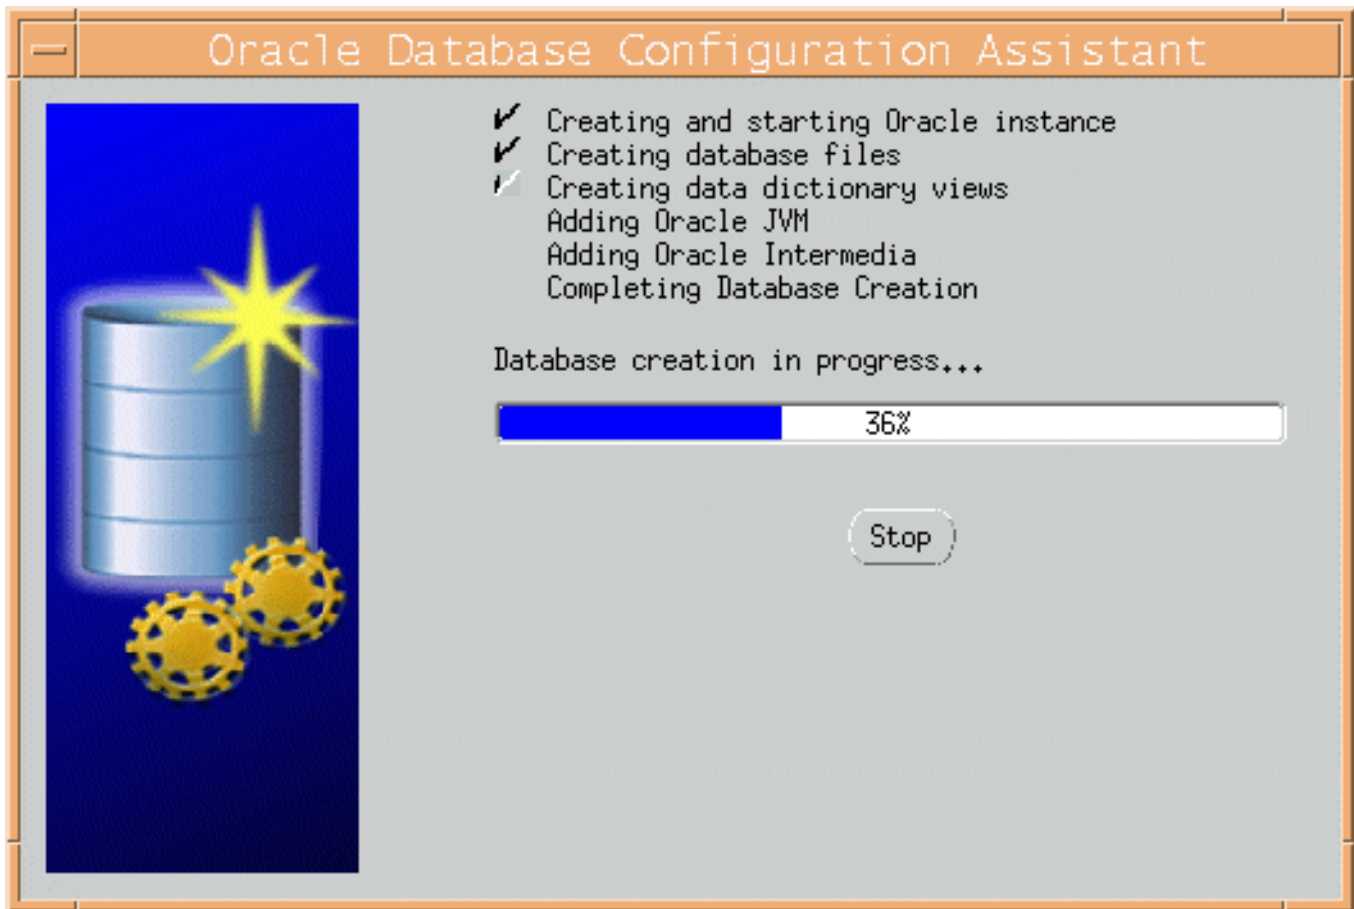 Oracle Database Configuration Assistant
Creating and starting Oracle instance
Creating database files
Creating data dictionary views
Adding Oracle JVM
Adding Oracle Intermedia
Completing Database Creation
Database creation in progress...
36%
Stop